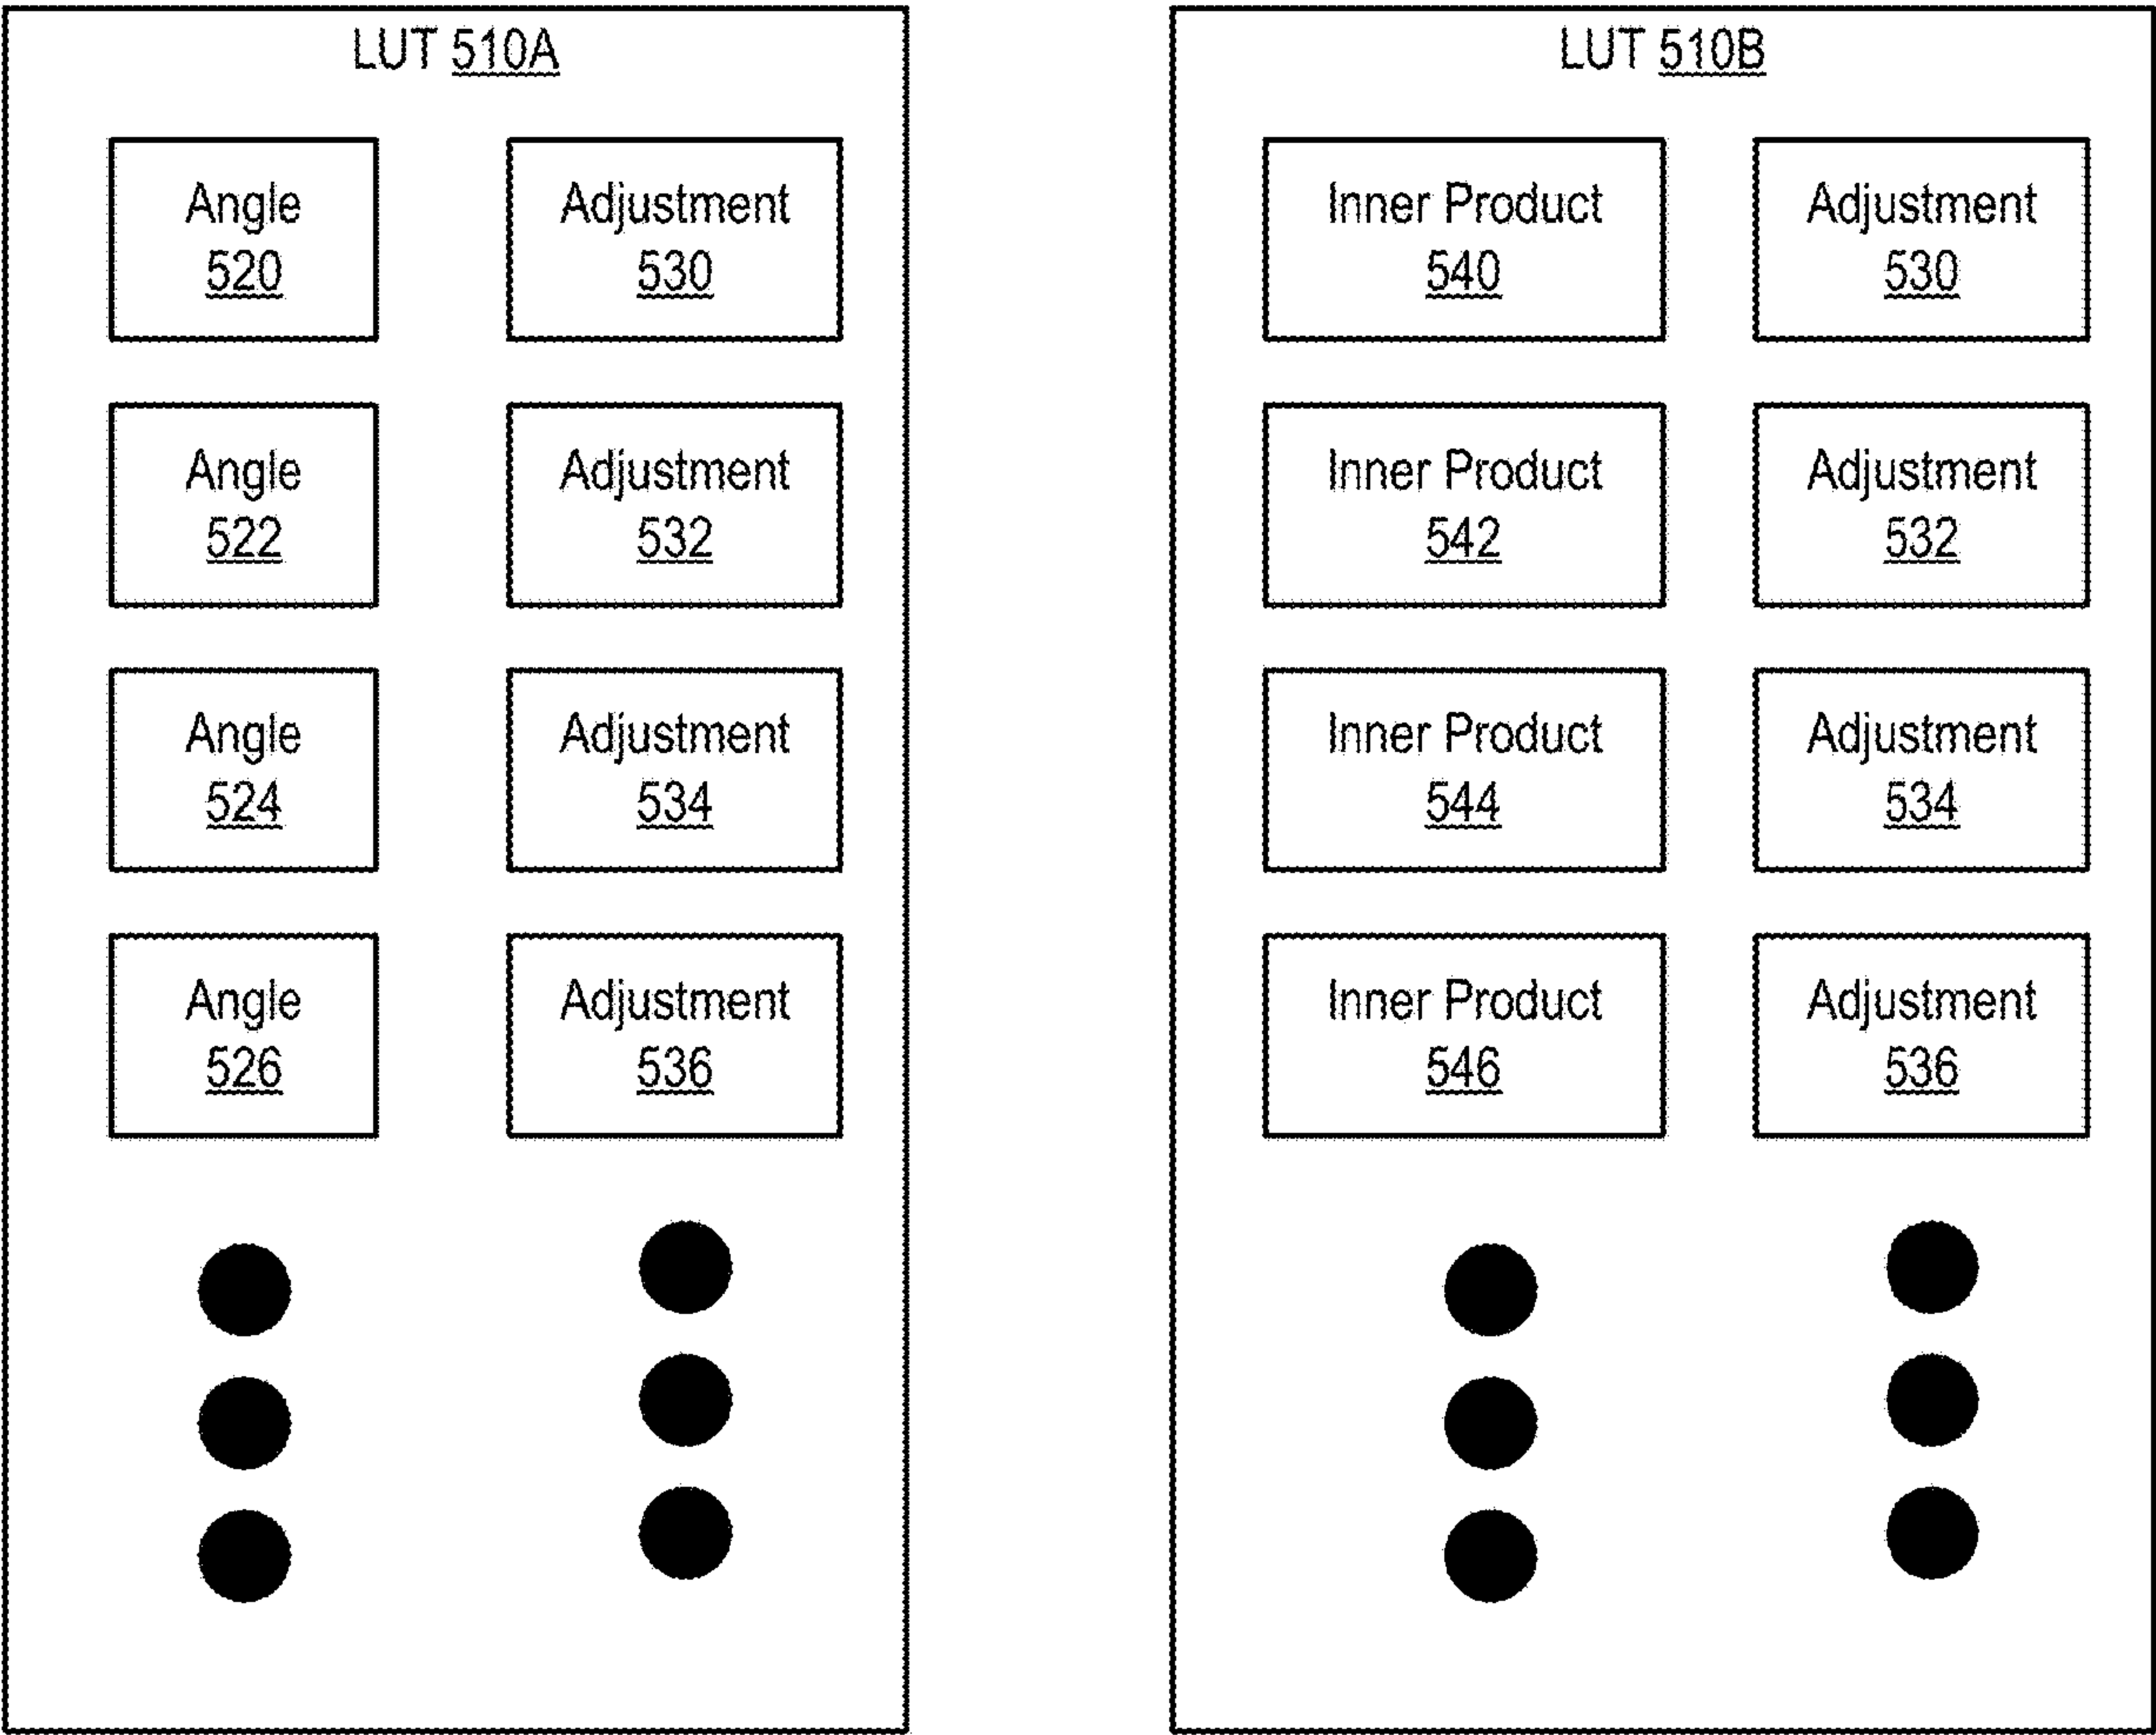 LUT 510A
Angle
520
Adjustment
530
Angle
522
Adjustment
532
Angle
524
Adjustment
534
Angle
526
Adjustment
536
LUT 510B
Inner Product
540
Adjustment
530
Inner Product
542
Adjustment
532
Inner Product
544
Adjustment
534
Inner Product
546
Adjustment
536